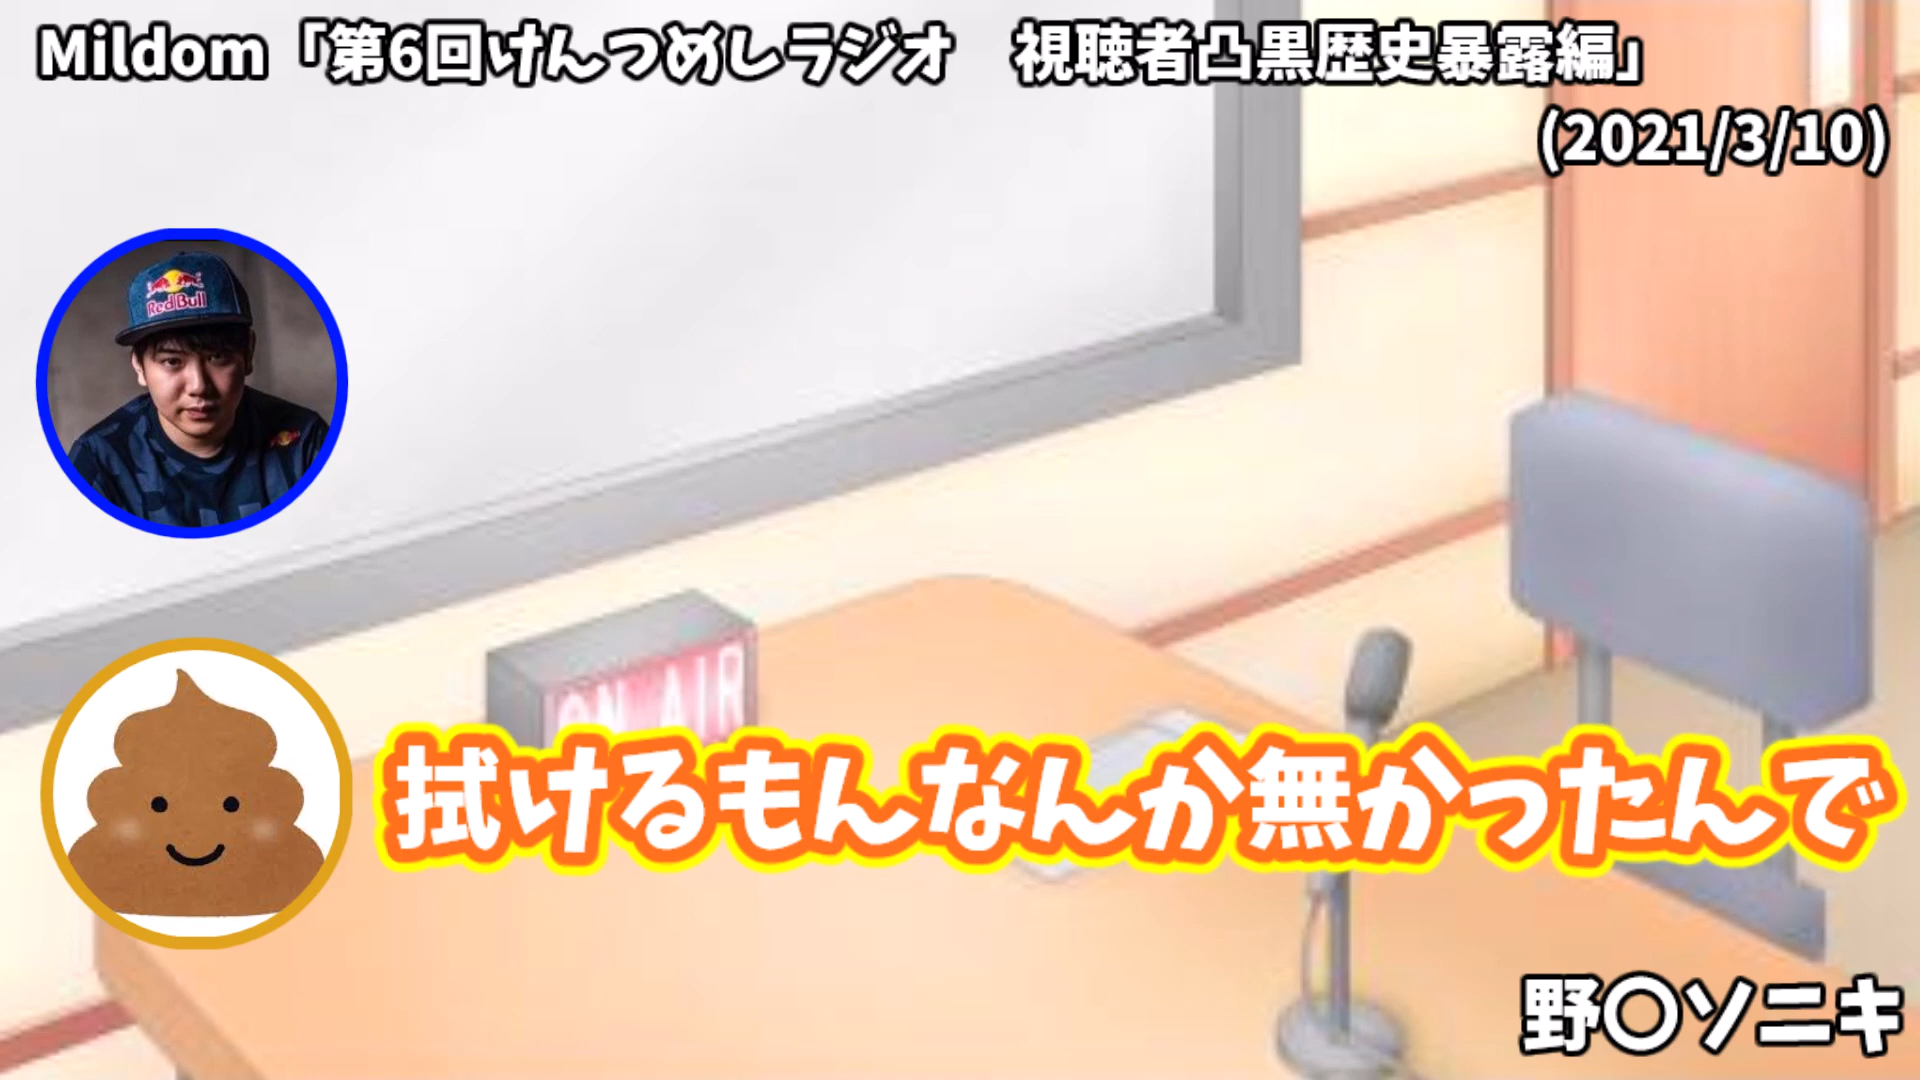 Mildom「第6回けんつめしラジオ　視聴者凸黒歴史暴露編」
(2021/3/10)
Red Bull
ON AIR
拭けるもんなんか無かったんで
野〇ソニキ